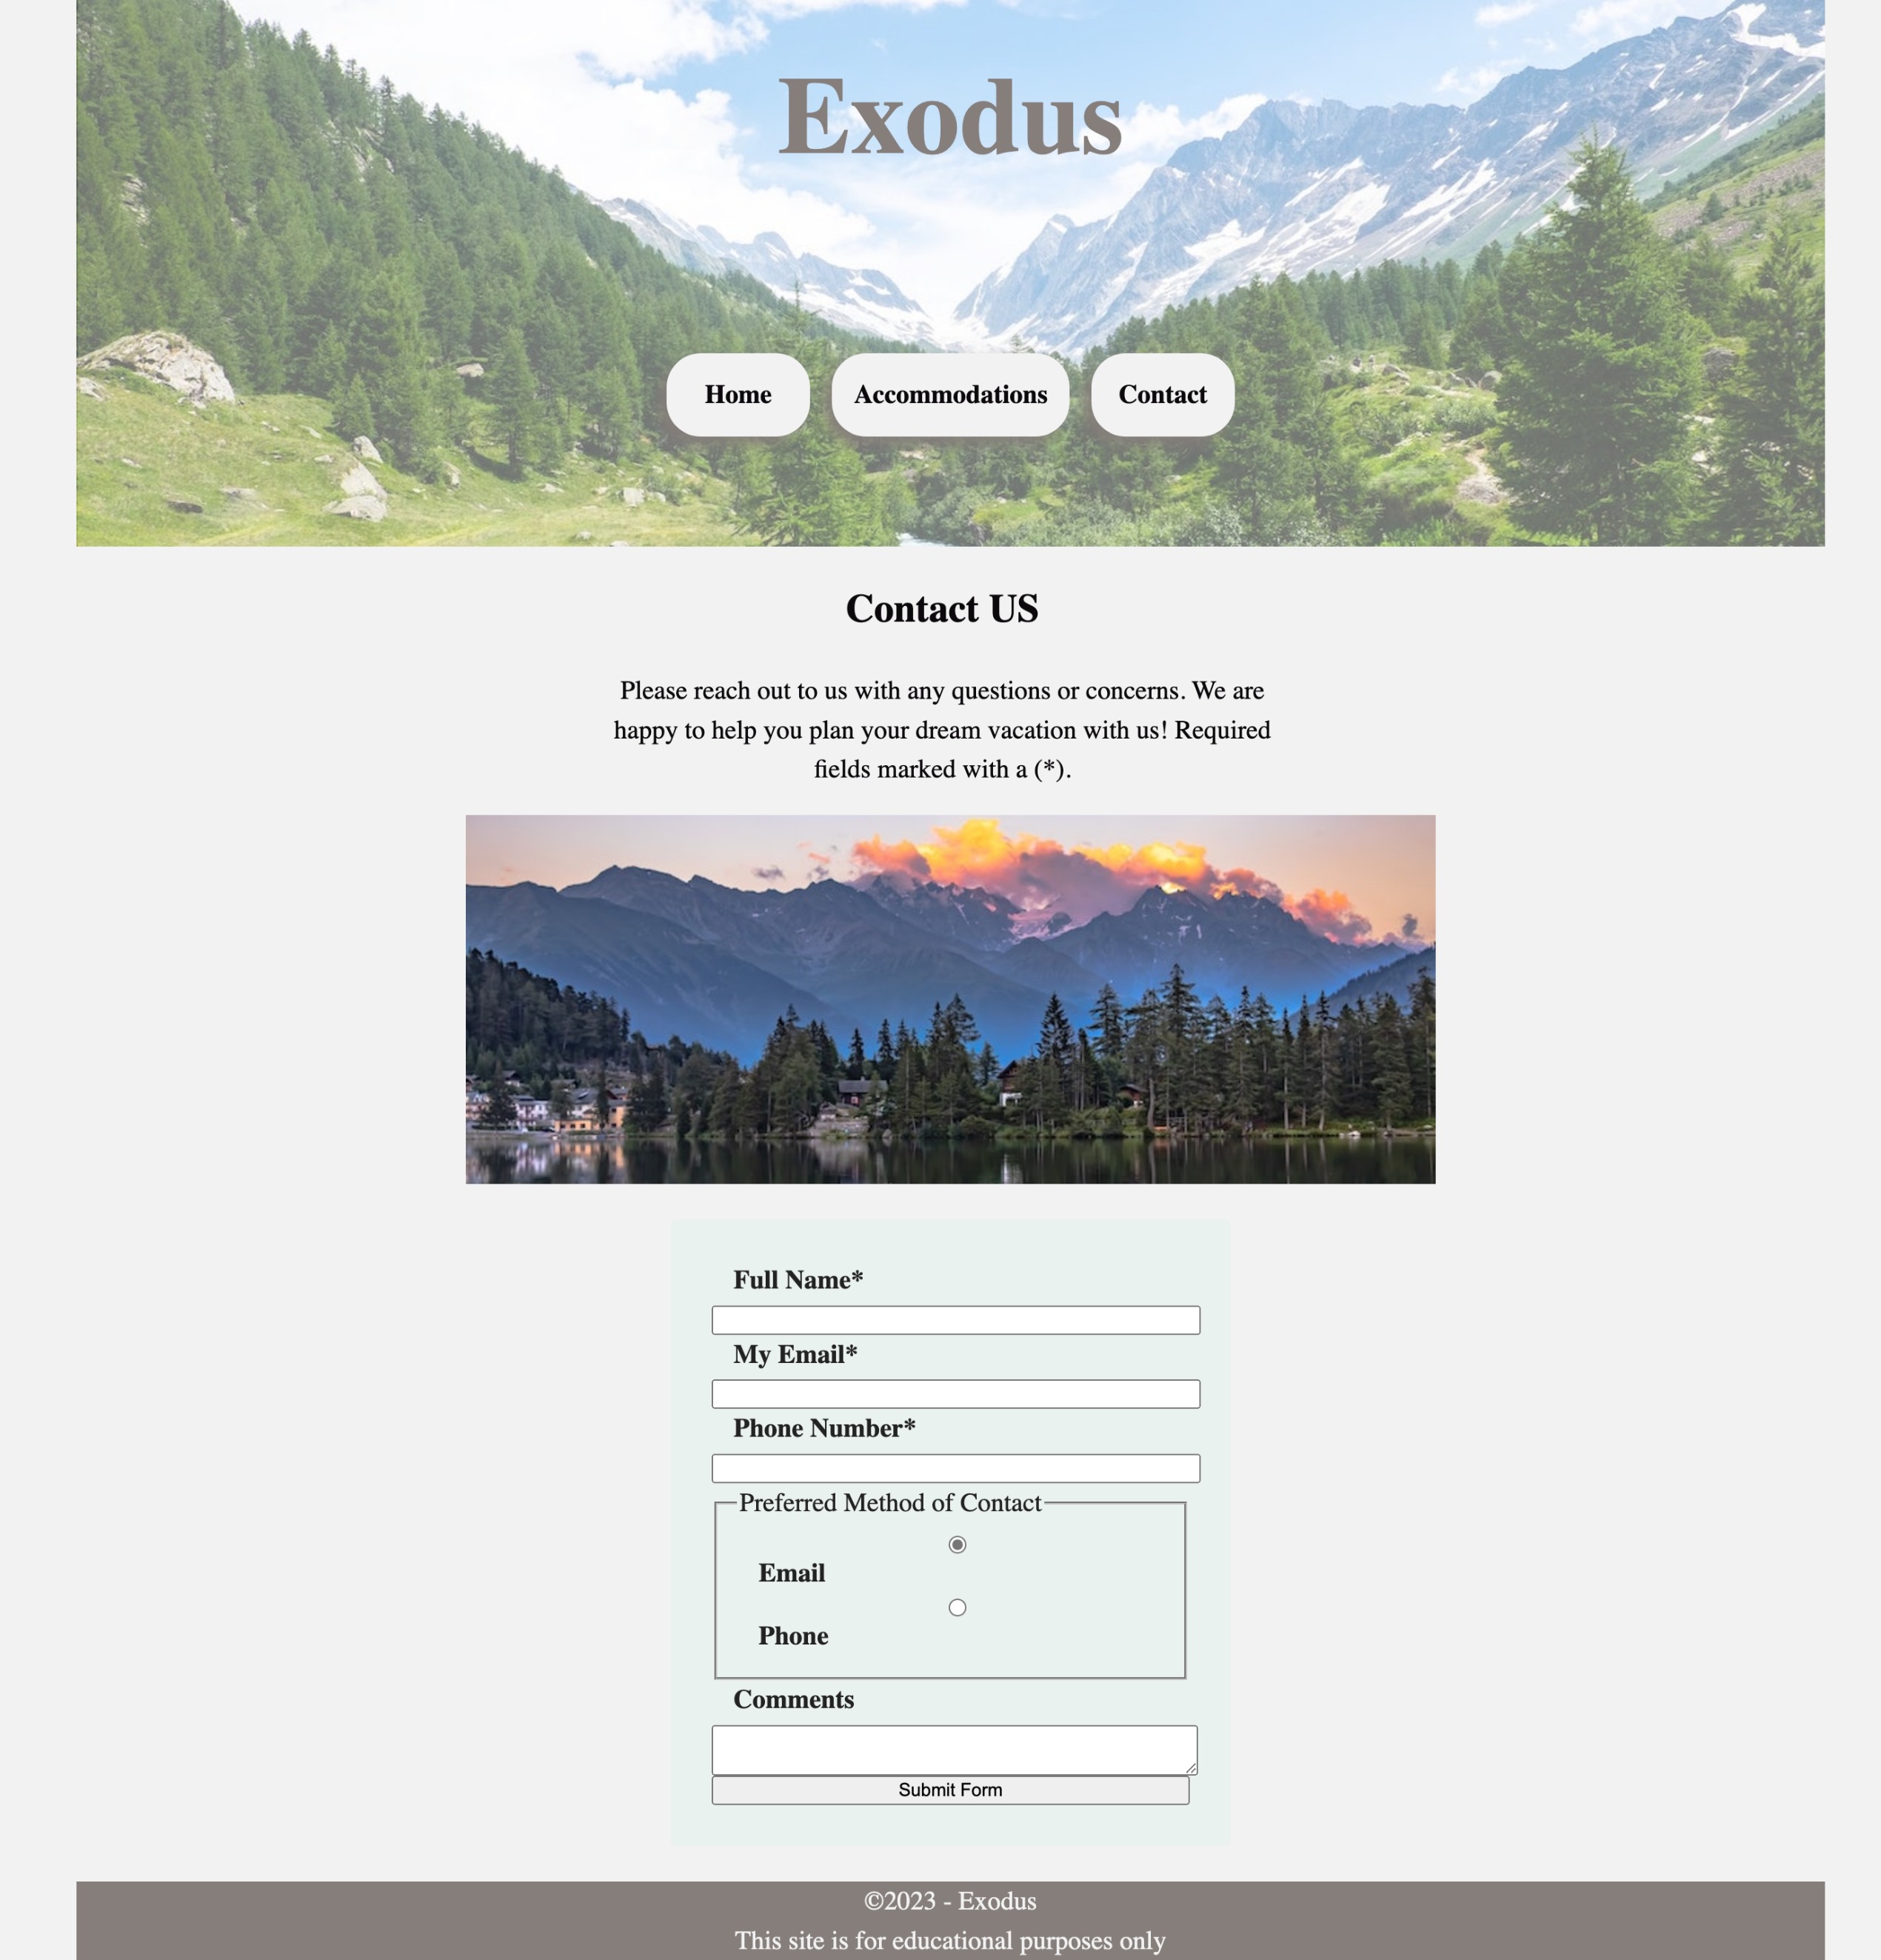 Exodus
Home Accommodations Contact
Contact US
Please reach out to us with any questions or concerns. We are
happy to help you plan your dream vacation with us! Required
fields marked with a (*).
Full Name*
My Email*
Phone Number*
Preferred Method of Contact
Email
Phone
Comments
Submit Form
©2023 - Exodus
This site is for educational purposes only